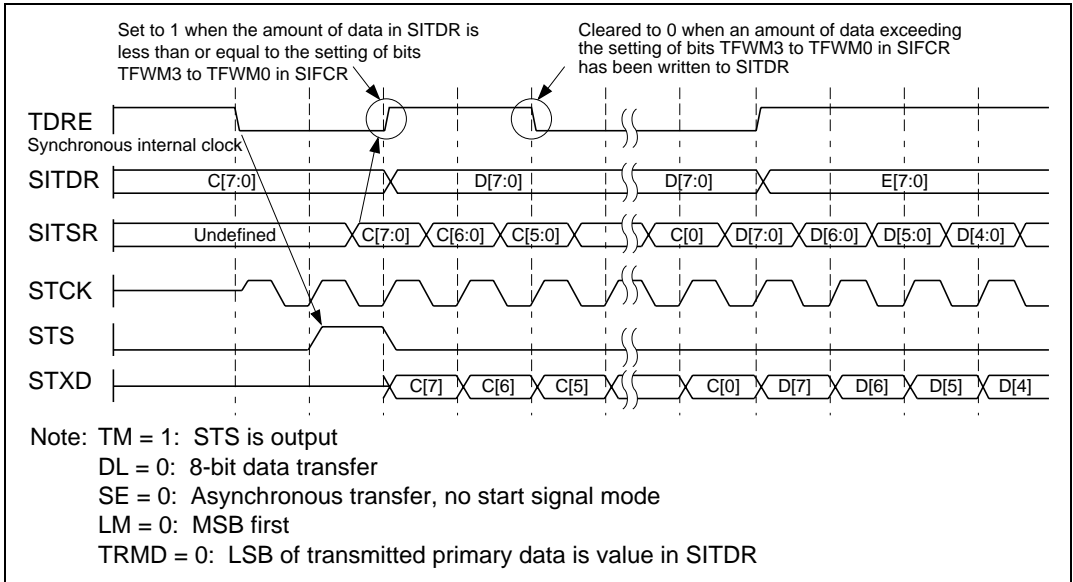 Set to 1 when the amount of data in SITDR is
less than or equal to the setting of bits
TFWM3 to TFWM0 in SIFCR
Cleared to 0 when an amount of data exceeding
the setting of bits TFWM3 to TFWM0 in SIFCR
has been written to SITDR
TDRE
Synchronous internal clock
SITDR C[7:0] D[7:0] D[7:0] E[7:0]
SITSR Undefined C[7:0] C[6:0] C[5:0] C[0] D[7:0] D[6:0] D[5:0] D[4:0]
STCK
STS
STXD C[7] C[6] C[5] C[0] D[7] D[6] D[5] D[4]
Note: TM = 1: STS is output
DL = 0: 8-bit data transfer
SE = 0: Asynchronous transfer, no start signal mode
LM = 0: MSB first
TRMD = 0: LSB of transmitted primary data is value in SITDR